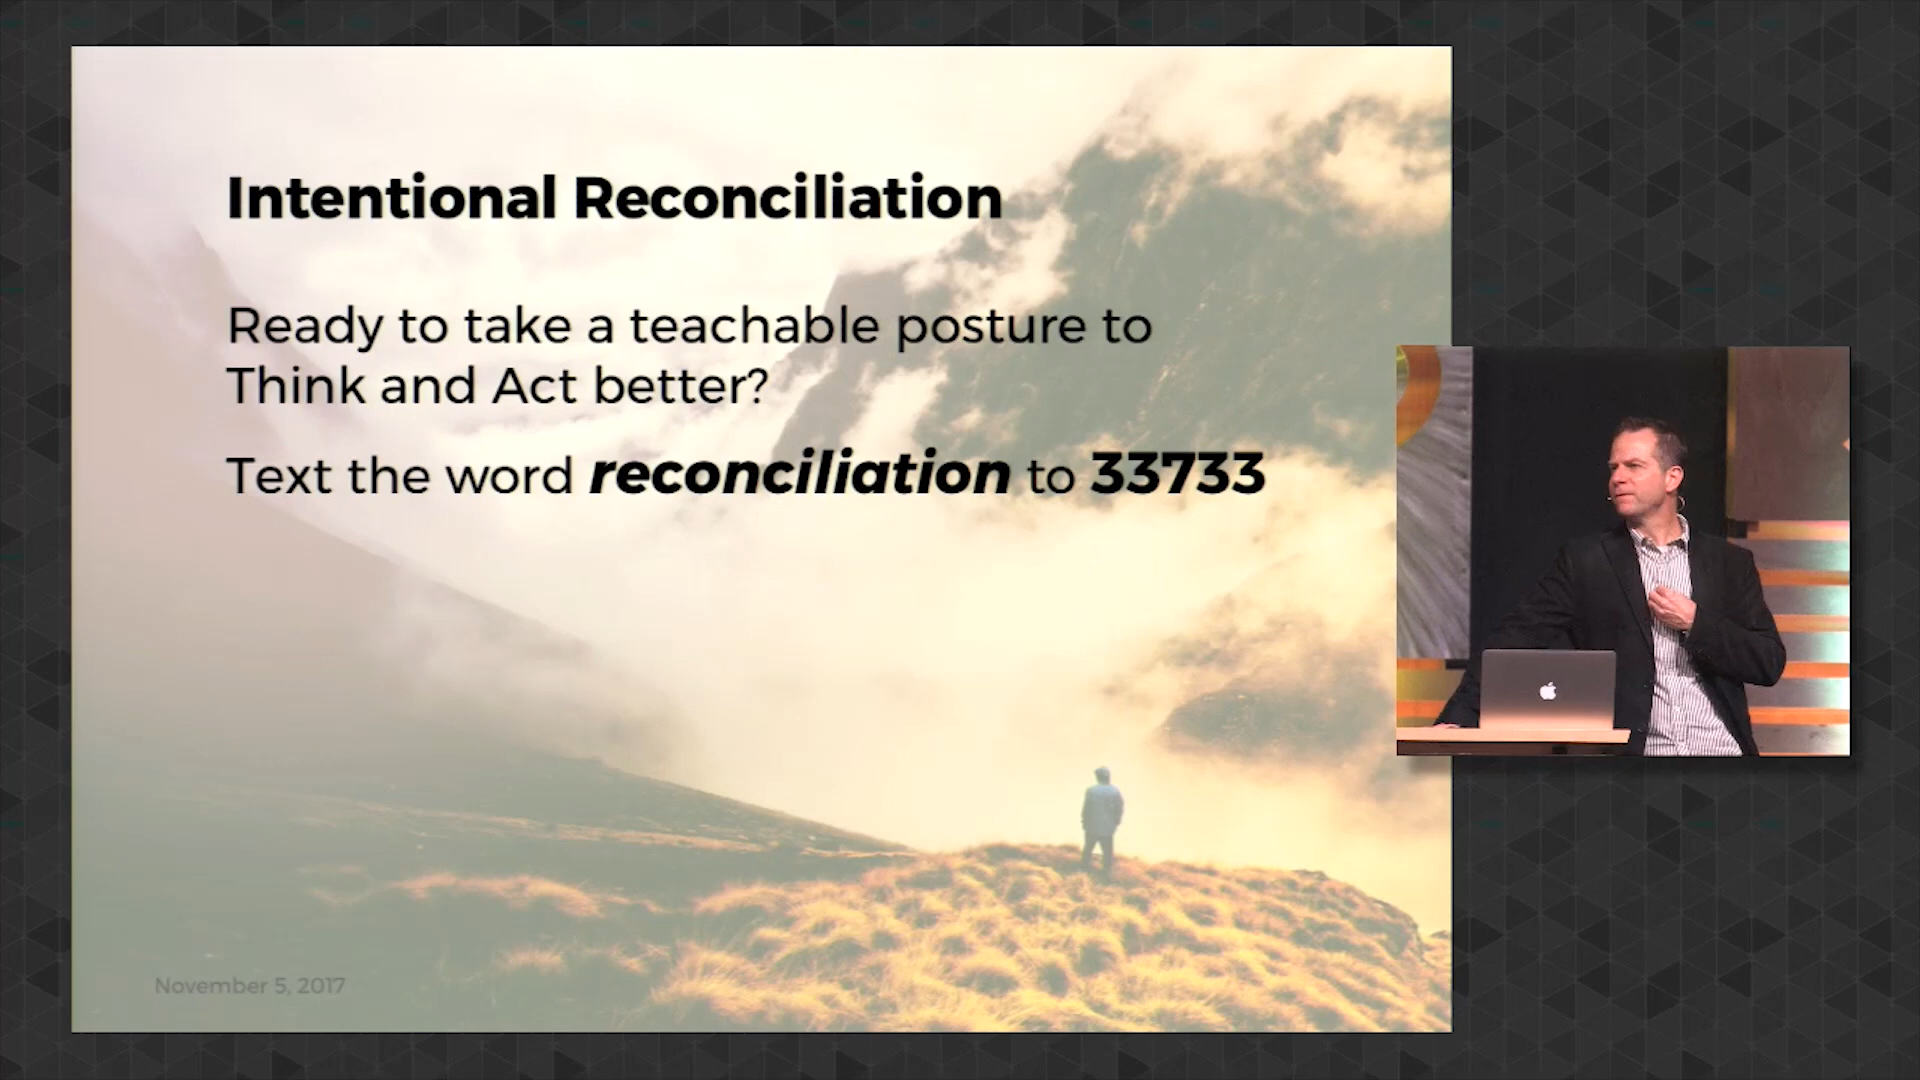 Intentional Reconciliation
Ready to take a teachable posture to
Think and Act better?
Text the word reconciliation to 33733
November 5, 2017